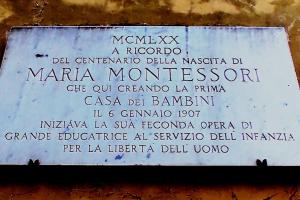 MCMLXX
A RICORDO
DEL CENTENARIO DELLA NASCITA DI
MARIA MONTESSORI
CHE QUI CREANDO LA PRIMA
CASA DEI BAMBINI
IL 6 GENNAIO 1907
INIZIAVA LA SUA FECONDA OPERA DI
GRANDE EDUCATRICE AL SERVIZIO DELL'INFANZIA
PER LA LIBERTÀ DELL'UOMO